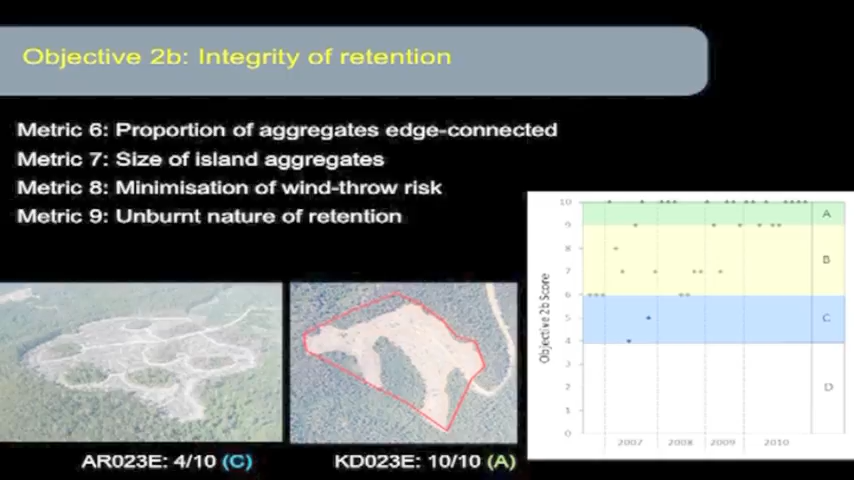 Objective 2b: Integrity of retention
Metric 6: Proportion of aggregates edge-connected
Metric 7: Size of island aggregates
Metric 8: Minimisation of wind-throw risk
Metric 9: Unburnt nature of retention
AR023E: 4/10 (C)
KD023E: 10/10 (A)
Objective 2b Score
10
9
8
7
6
5
4
3
2
1
0
A
B
C
D
2007 2008 2009 2010